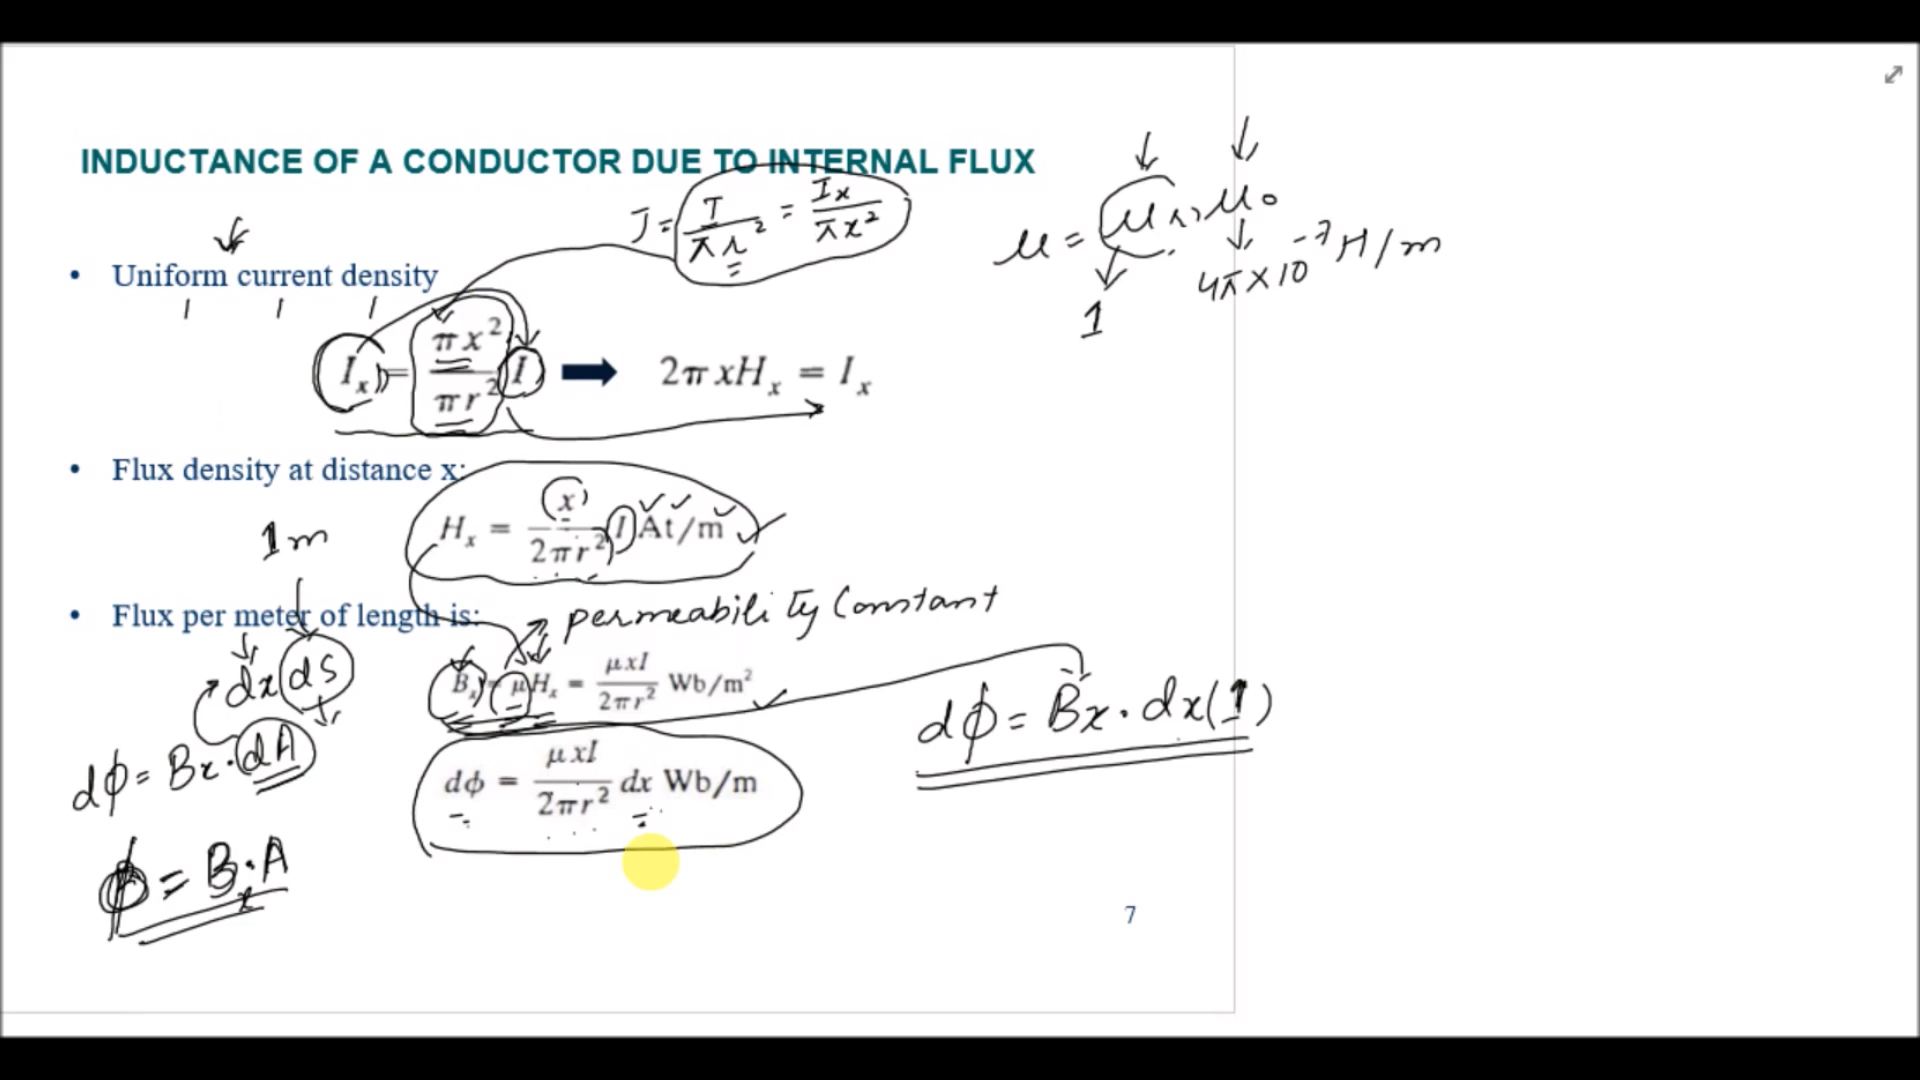 INDUCTANCE OF A CONDUCTOR DUE TO INTERNAL FLUX
J = I / πr² = Ix / πx²
μ = μr, μ₀
1
4π×10⁻⁷ H/m
• Uniform current density
Iₓ = πx² / πr² I ➡ 2πxHₓ = Iₓ
• Flux density at distance x:
Hₓ = x / 2πr² I At/m
1m
• Flux per meter of length is:
permeability Constant
dx ds
Bₓ = μHₓ = μxI / 2πr² Wb/m²
dϕ = Bx · dx(1)
dϕ = Bx · dA
dϕ = μxI / 2πr² dx Wb/m
ϕ = Bx · A
7